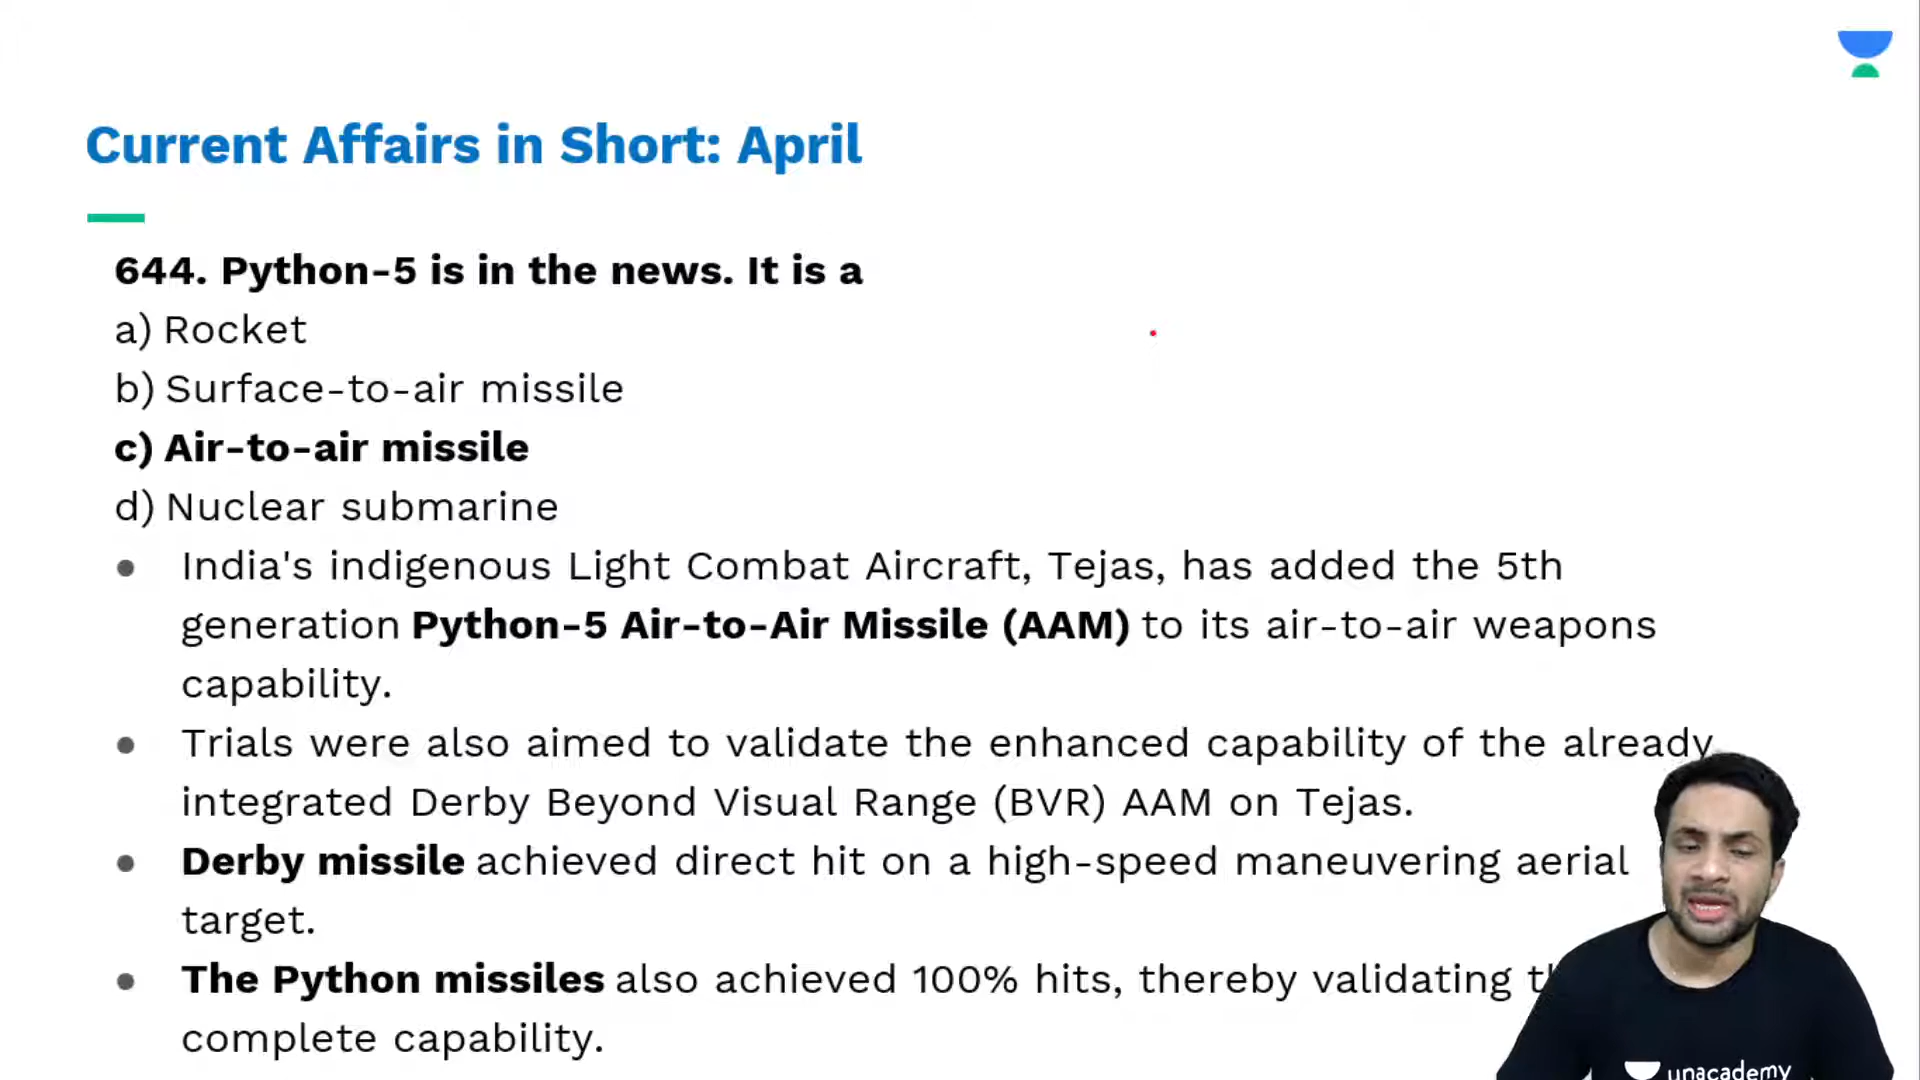 Current Affairs in Short: April
644. Python-5 is in the news. It is a
a) Rocket
b) Surface-to-air missile
c) Air-to-air missile
d) Nuclear submarine
● India's indigenous Light Combat Aircraft, Tejas, has added the 5th
generation Python-5 Air-to-Air Missile (AAM) to its air-to-air weapons
capability.
● Trials were also aimed to validate the enhanced capability of the already
integrated Derby Beyond Visual Range (BVR) AAM on Tejas.
● Derby missile achieved direct hit on a high-speed maneuvering aerial
target.
● The Python missiles also achieved 100% hits, thereby validating
complete capability.
unacademy